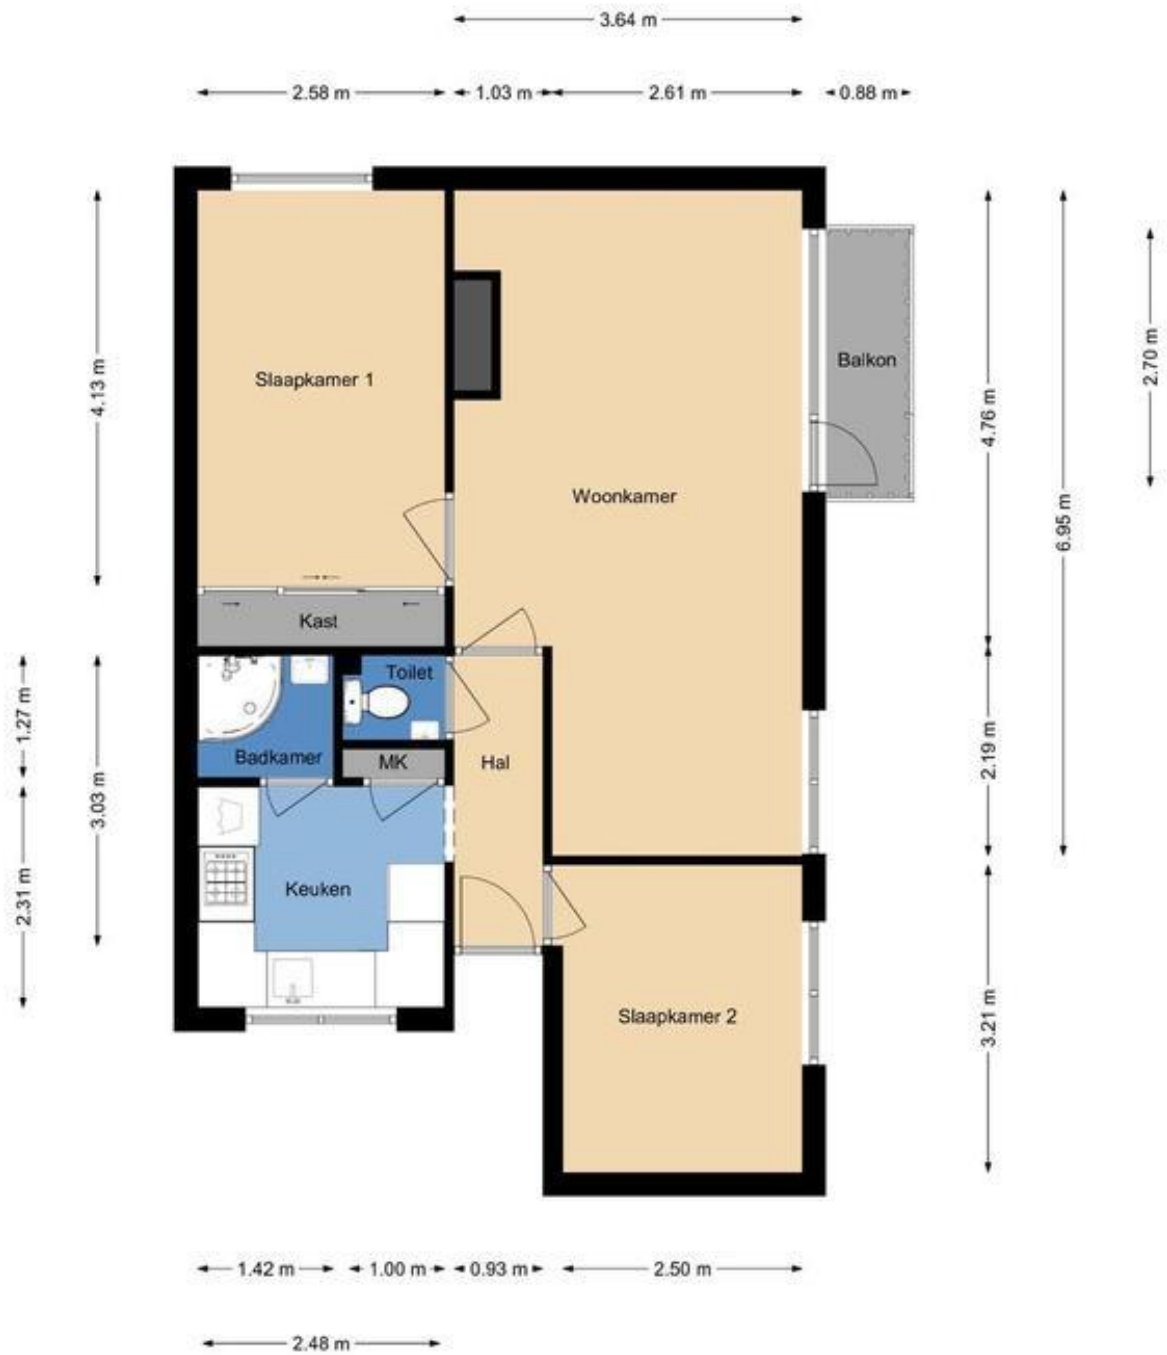 3.64 m
2.58 m
1.03 m
2.61 m
0.88 m
4.13 m
Slaapkamer 1
Balkon
2.70 m
4.76 m
Woonkamer
6.95 m
Kast
Toilet
1.27 m
Badkamer
MK
Hal
2.19 m
3.03 m
Keuken
2.31 m
Slaapkamer 2
3.21 m
1.42 m
1.00 m
0.93 m
2.50 m
2.48 m